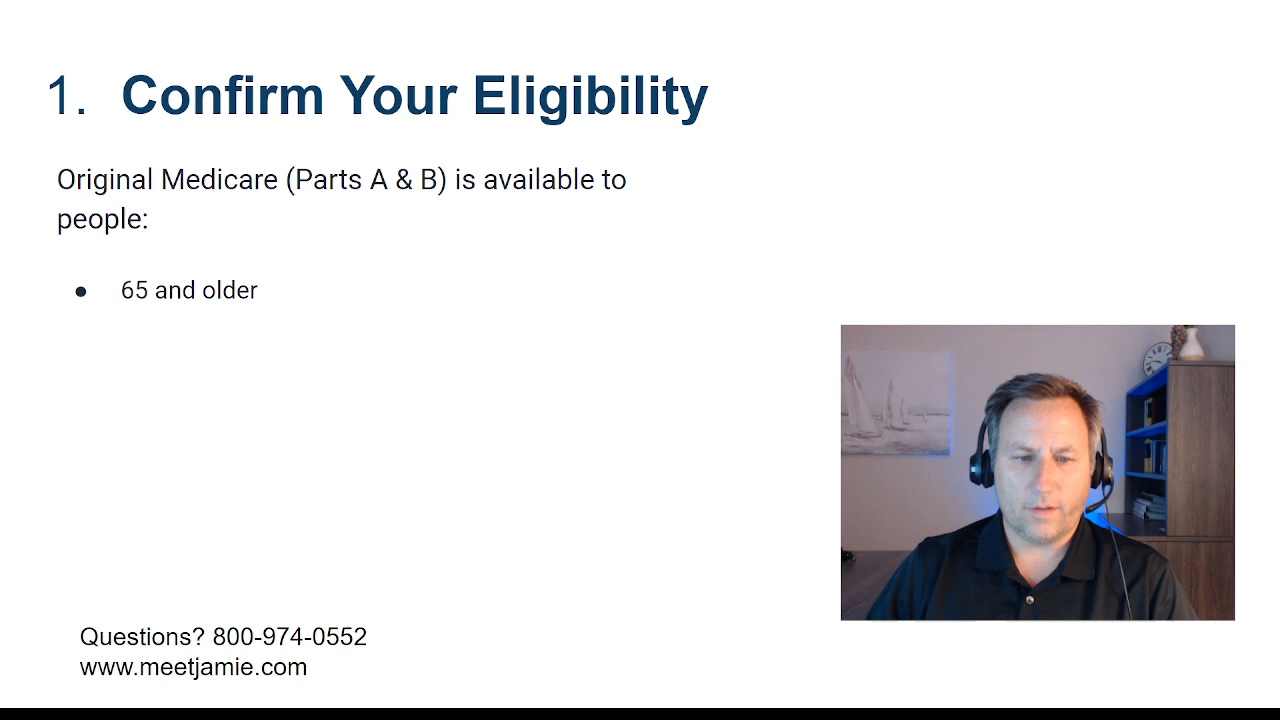 1. Confirm Your Eligibility
Original Medicare (Parts A & B) is available to
people:
● 65 and older
Questions? 800-974-0552
www.meetjamie.com